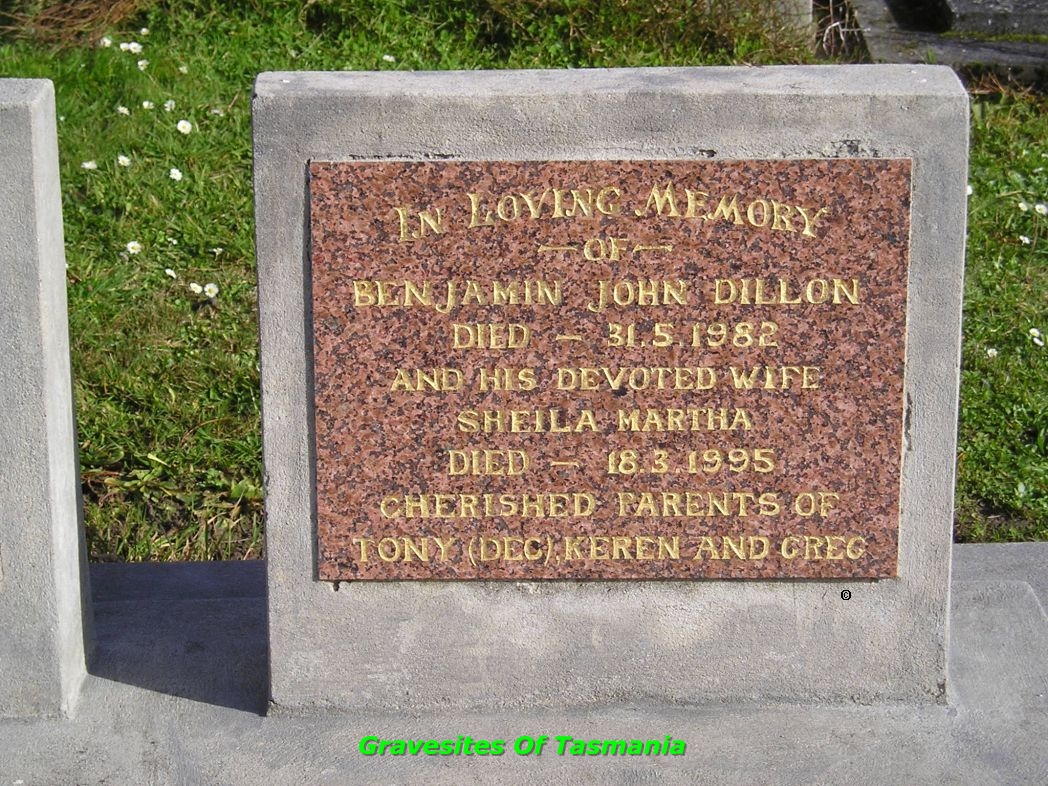 IN LOVING MEMORY
— OF —
BENJAMIN JOHN DILLON
DIED — 31.5.1982
AND HIS DEVOTED WIFE
SHEILA MARTHA
DIED — 18.3.1995
CHERISHED PARENTS OF
TONY (DEC), KEREN AND GREG
©
Gravesites Of Tasmania